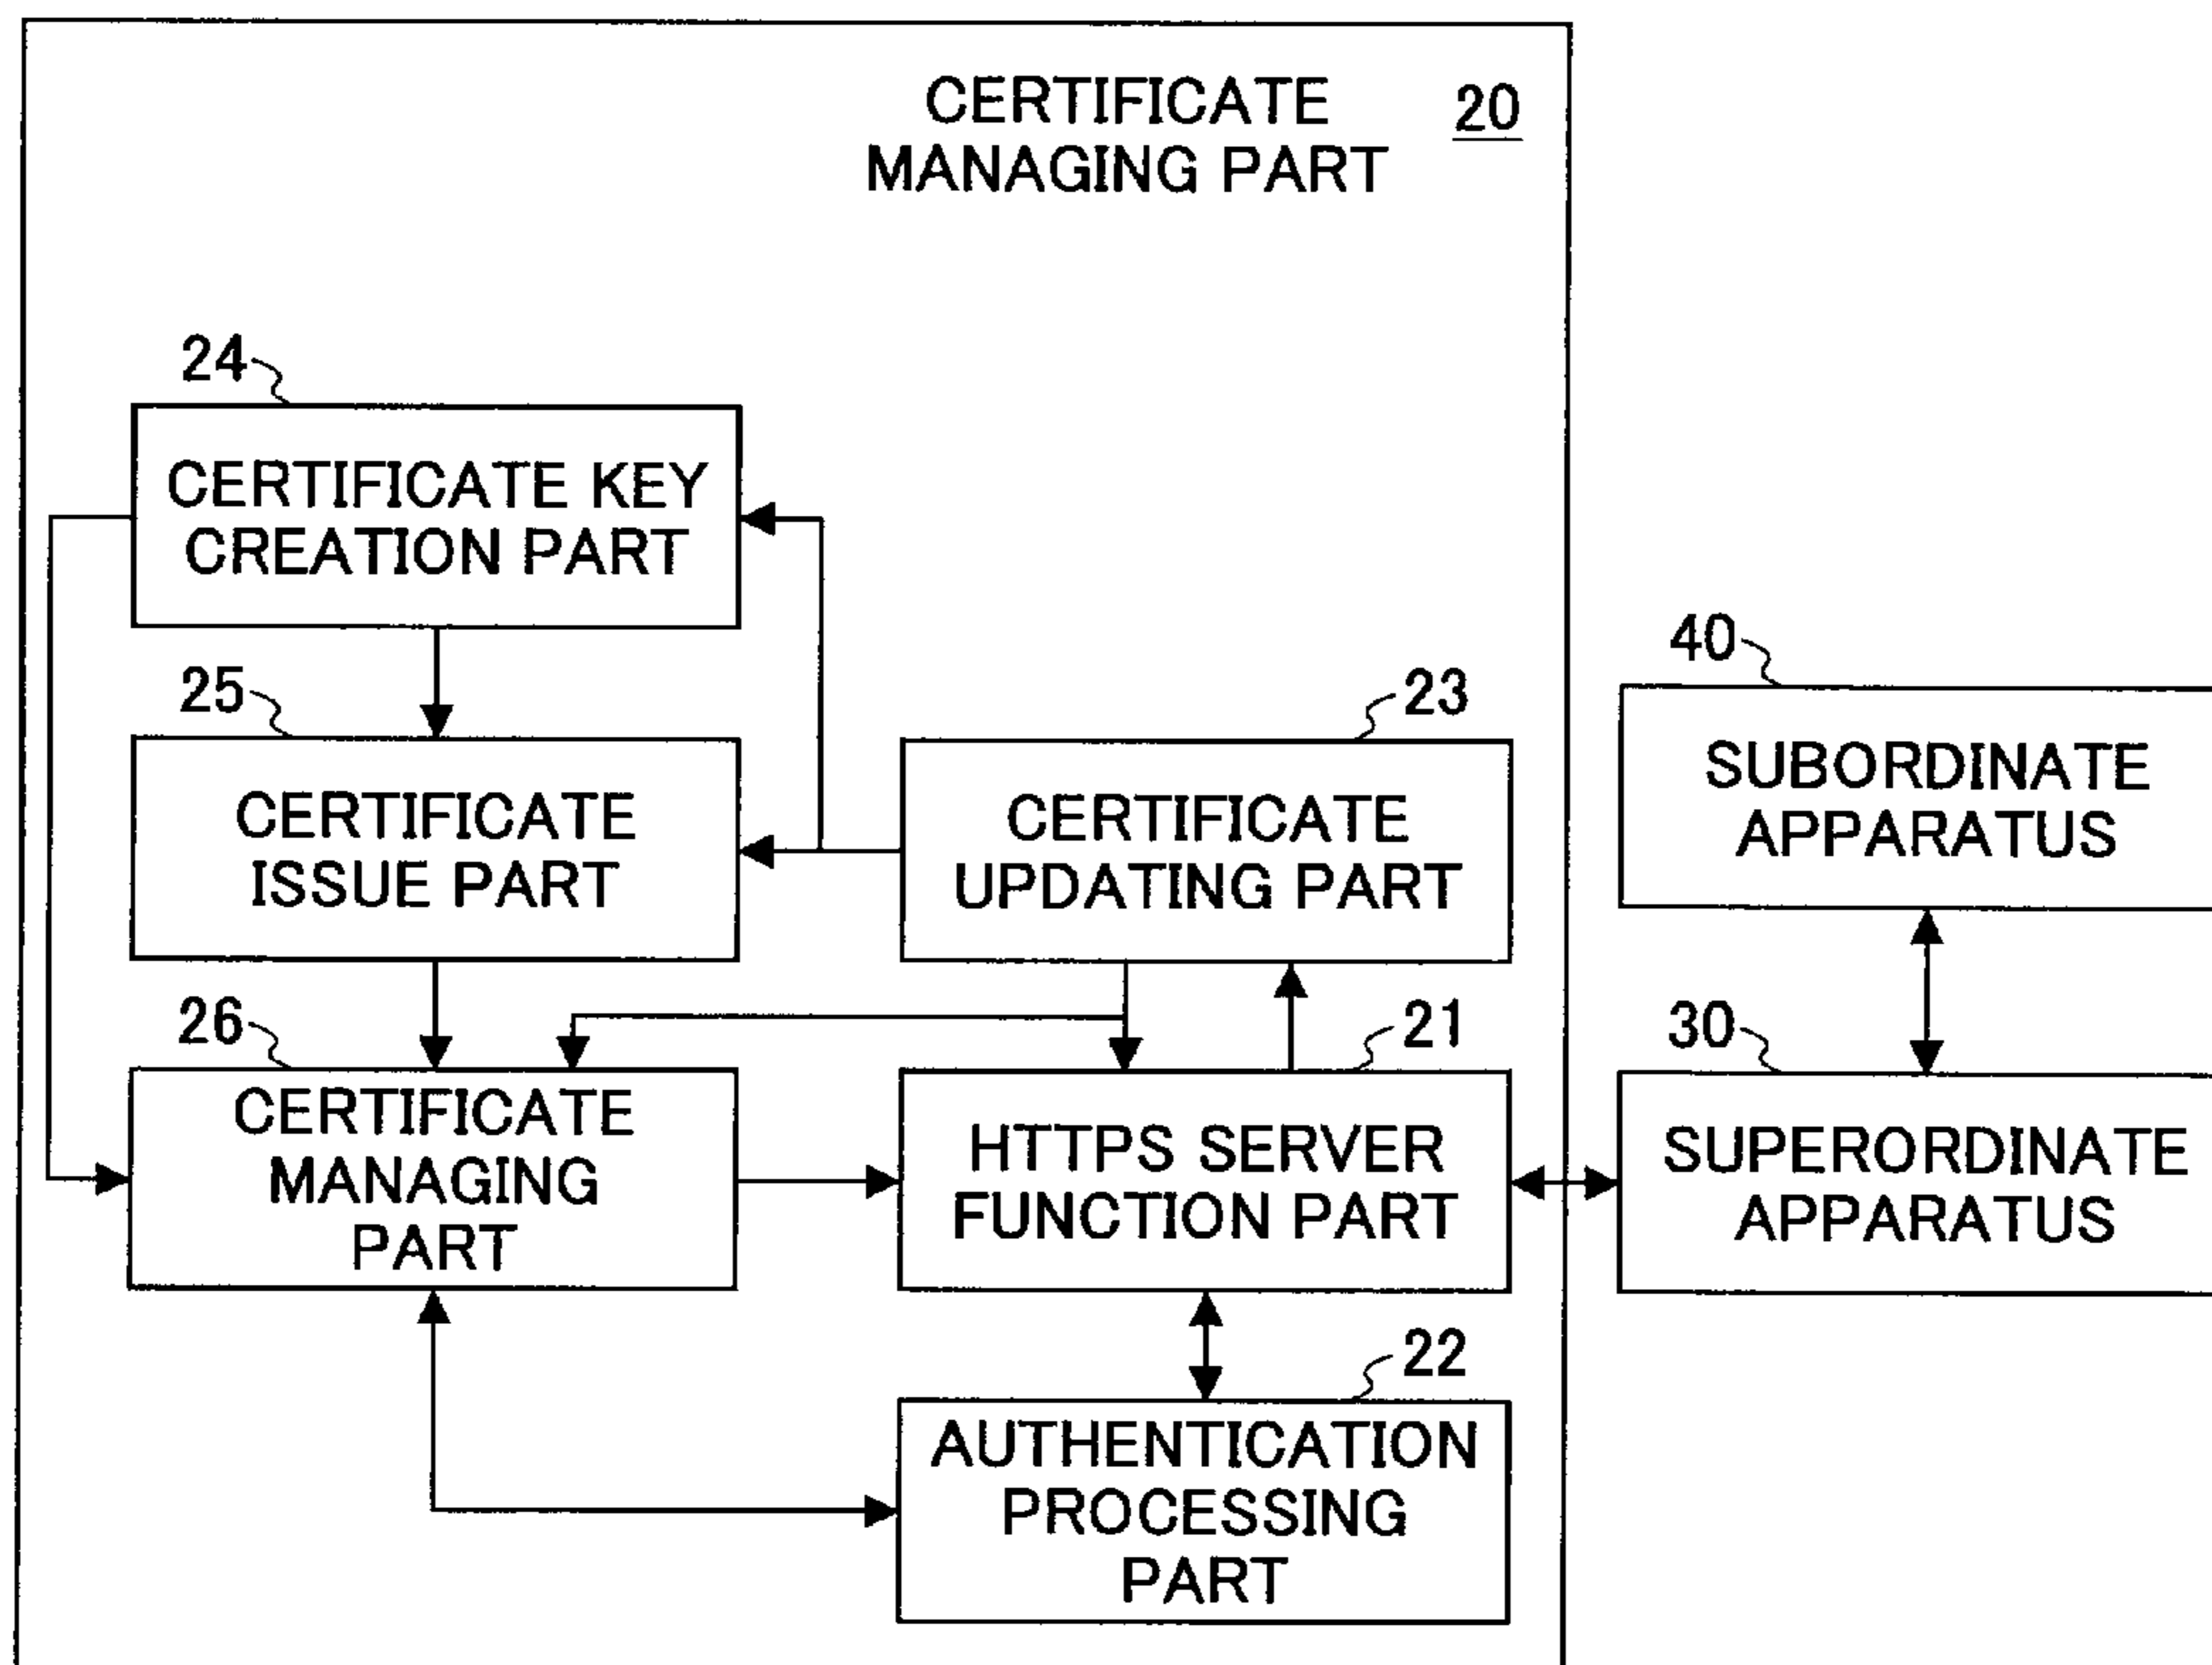 CERTIFICATE
MANAGING PART
20
24
CERTIFICATE KEY
CREATION PART
25
CERTIFICATE
ISSUE PART
23
CERTIFICATE
UPDATING PART
40
SUBORDINATE
APPARATUS
26
CERTIFICATE
MANAGING
PART
21
HTTPS SERVER
FUNCTION PART
30
SUPERORDINATE
APPARATUS
22
AUTHENTICATION
PROCESSING
PART